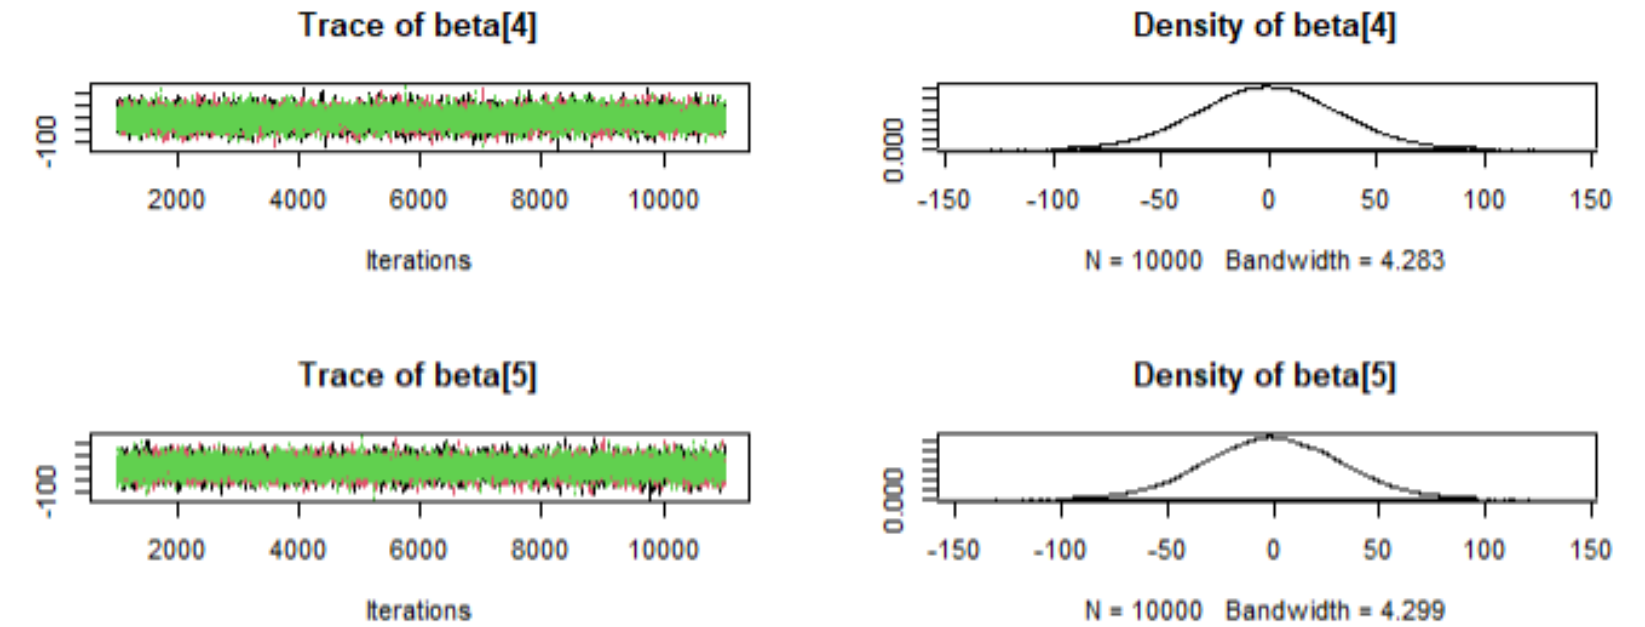 Trace of beta[4]
-100
2000 4000 6000 8000 10000
Iterations
Density of beta[4]
0.000
-150 -100 -50 0 50 100 150
N = 10000 Bandwidth = 4.283
Trace of beta[5]
-100
2000 4000 6000 8000 10000
Iterations
Density of beta[5]
0.000
-150 -100 -50 0 50 100 150
N = 10000 Bandwidth = 4.299